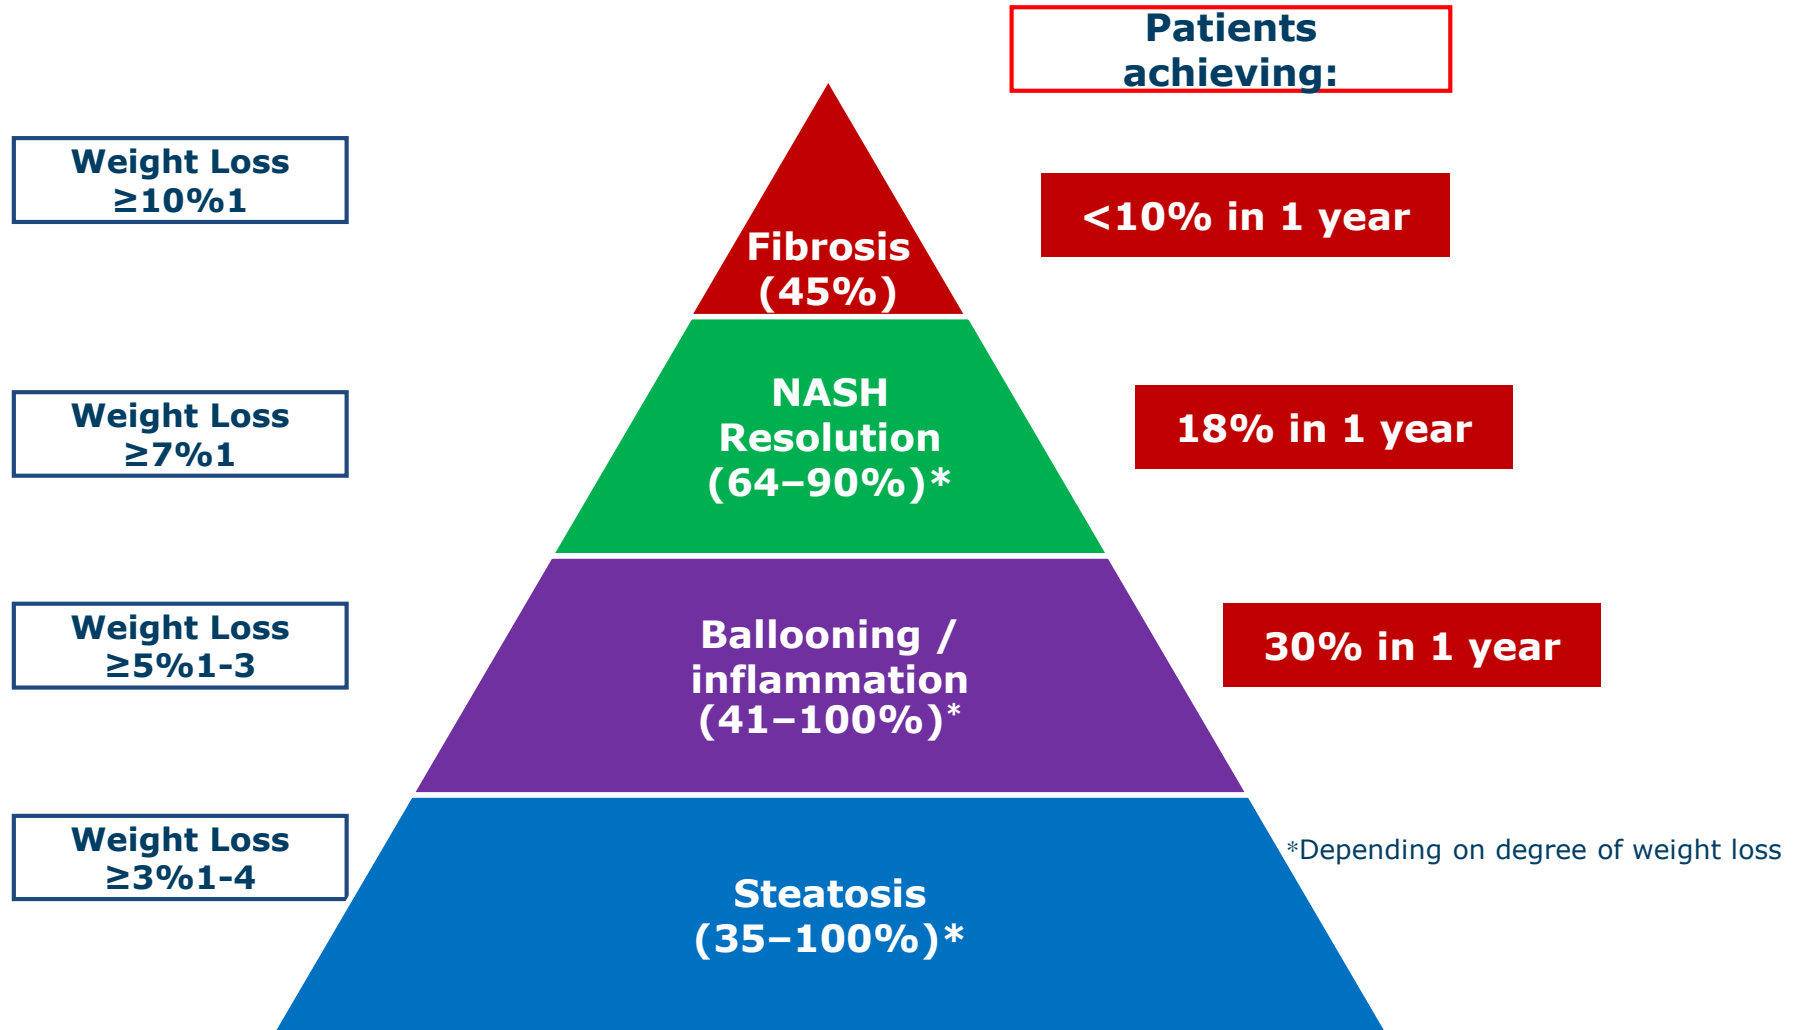 Patients
achieving:
Weight Loss
≥10%1
<10% in 1 year
Fibrosis
(45%)
Weight Loss
≥7%1
NASH
Resolution
(64–90%)*
18% in 1 year
Weight Loss
≥5%1-3
Ballooning /
inflammation
(41–100%)*
30% in 1 year
Weight Loss
≥3%1-4
Steatosis
(35–100%)*
*Depending on degree of weight loss